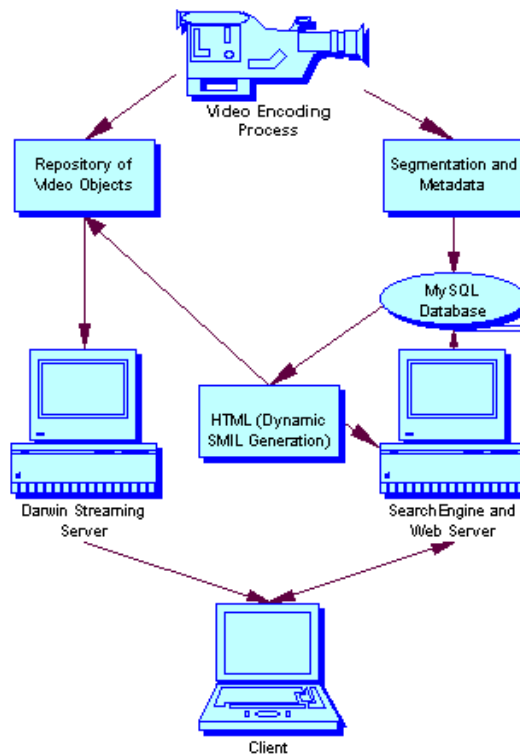 Video Encoding
Process
Repository of
Video Objects
Segmentation and
Metadata
MySQL
Database
HTML (Dynamic
SMIL Generation)
Darwin Streaming
Server
SearchEngine and
Web Server
Client